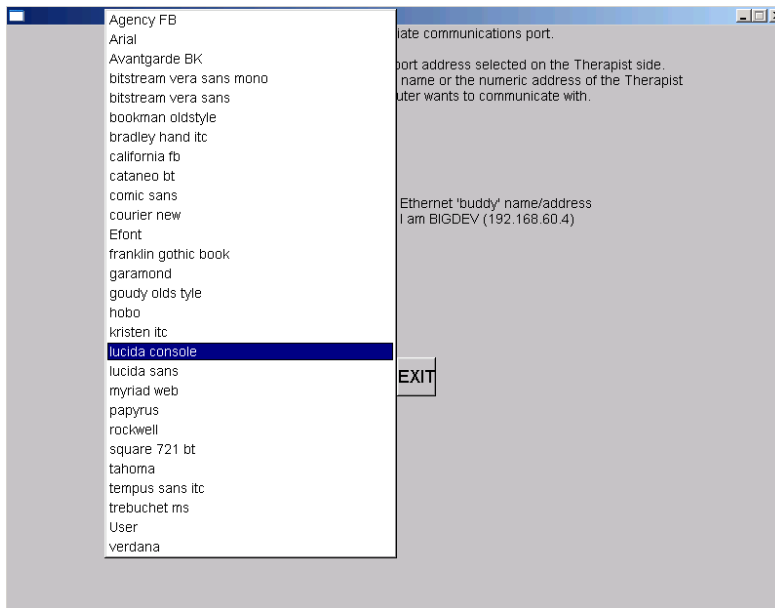 Agency FB
Arial
Avantgarde BK
bitstream vera sans mono
bitstream vera sans
bookman oldstyle
bradley hand itc
california fb
cataneo bt
comic sans
courier new
Efont
franklin gothic book
garamond
goudy olds tyle
hobo
kristen itc
lucida console
lucida sans
myriad web
papyrus
rockwell
square 721 bt
tahoma
tempus sans itc
trebuchet ms
User
verdana
iate communications port.
port address selected on the Therapist side.
name or the numeric address of the Therapist
uter wants to communicate with.
Ethernet 'buddy' name/address
I am BIGDEV (192.168.60.4)
EXIT